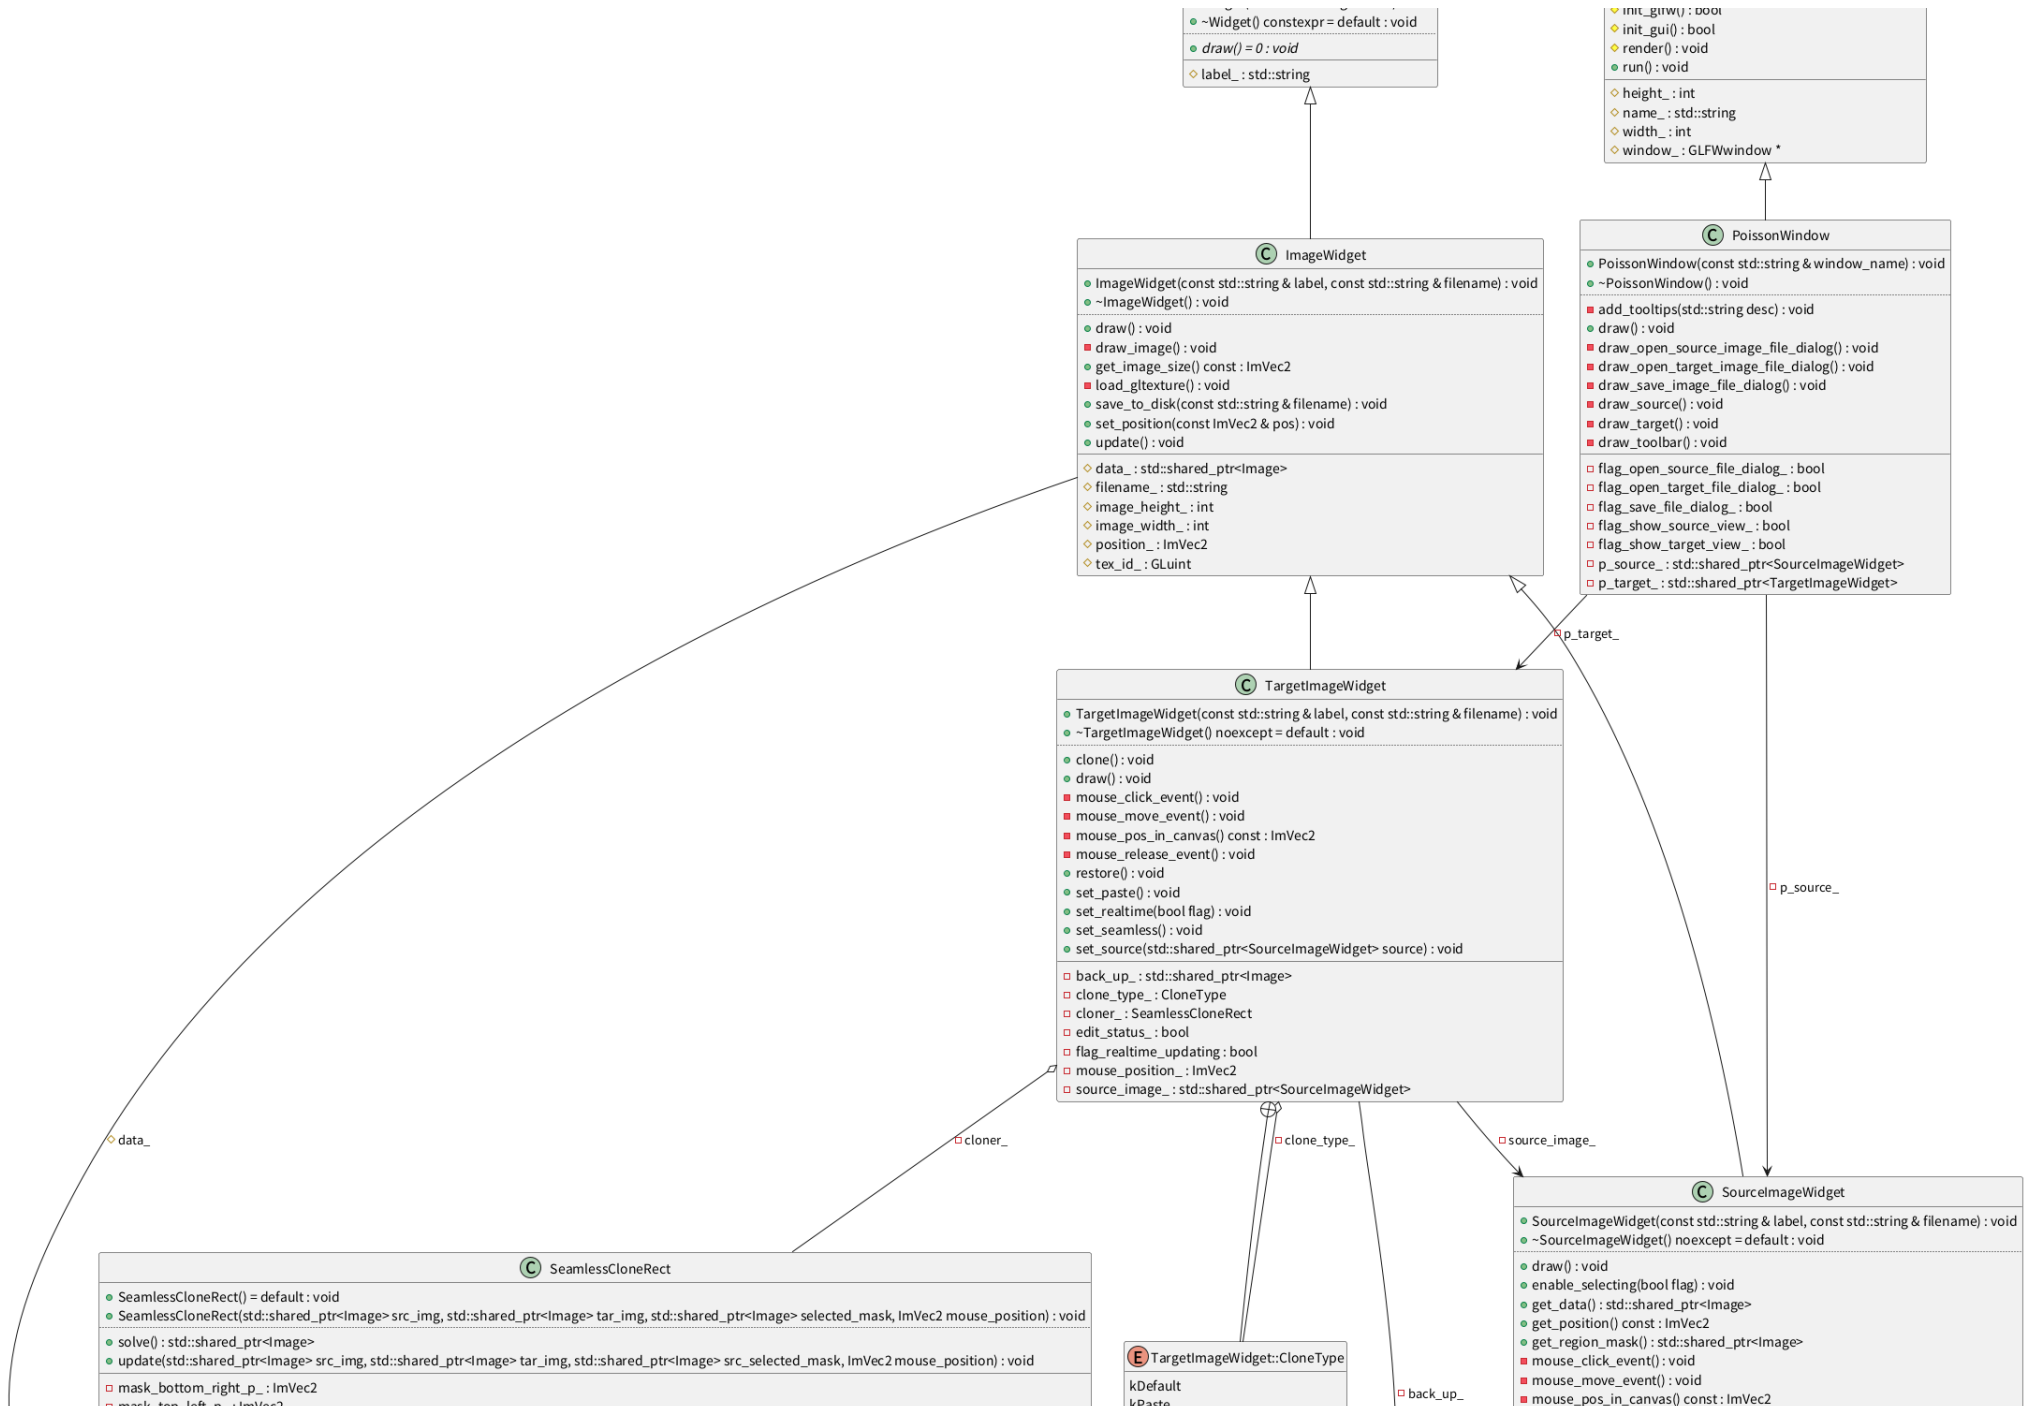 ~Widget() constexpr = default : void
draw() = 0 : void
label_ : std::string
init_glfw() : bool
init_gui() : bool
render() : void
run() : void
height_ : int
name_ : std::string
width_ : int
window_ : GLFWwindow *
C ImageWidget
ImageWidget(const std::string & label, const std::string & filename) : void
~ImageWidget() : void
draw() : void
draw_image() : void
get_image_size() const : ImVec2
load_gltexture() : void
save_to_disk(const std::string & filename) : void
set_position(const ImVec2 & pos) : void
update() : void
data_ : std::shared_ptr<Image>
filename_ : std::string
image_height_ : int
image_width_ : int
position_ : ImVec2
tex_id_ : GLuint
C PoissonWindow
PoissonWindow(const std::string & window_name) : void
~PoissonWindow() : void
add_tooltips(std::string desc) : void
draw() : void
draw_open_source_image_file_dialog() : void
draw_open_target_image_file_dialog() : void
draw_save_image_file_dialog() : void
draw_source() : void
draw_target() : void
draw_toolbar() : void
flag_open_source_file_dialog_ : bool
flag_open_target_file_dialog_ : bool
flag_save_file_dialog_ : bool
flag_show_source_view_ : bool
flag_show_target_view_ : bool
p_source_ : std::shared_ptr<SourceImageWidget>
p_target_ : std::shared_ptr<TargetImageWidget>
p_target_
C TargetImageWidget
TargetImageWidget(const std::string & label, const std::string & filename) : void
~TargetImageWidget() noexcept = default : void
clone() : void
draw() : void
mouse_click_event() : void
mouse_move_event() : void
mouse_pos_in_canvas() const : ImVec2
mouse_release_event() : void
restore() : void
set_paste() : void
set_realtime(bool flag) : void
set_seamless() : void
set_source(std::shared_ptr<SourceImageWidget> source) : void
back_up_ : std::shared_ptr<Image>
clone_type_ : CloneType
cloner_ : SeamlessCloneRect
edit_status_ : bool
flag_realtime_updating : bool
mouse_position_ : ImVec2
source_image_ : std::shared_ptr<SourceImageWidget>
p_source_
data_
cloner_
clone_type_
source_image_
C SeamlessCloneRect
SeamlessCloneRect() = default : void
SeamlessCloneRect(std::shared_ptr<Image> src_img, std::shared_ptr<Image> tar_img, std::shared_ptr<Image> selected_mask, ImVec2 mouse_position) : void
solve() : std::shared_ptr<Image>
update(std::shared_ptr<Image> src_img, std::shared_ptr<Image> tar_img, std::shared_ptr<Image> src_selected_mask, ImVec2 mouse_position) : void
mask_bottom_right_p_ : ImVec2
mask_top_left_p_ : ImVec2
E TargetImageWidget::CloneType
kDefault
kPaste
back_up_
C SourceImageWidget
SourceImageWidget(const std::string & label, const std::string & filename) : void
~SourceImageWidget() noexcept = default : void
draw() : void
enable_selecting(bool flag) : void
get_data() : std::shared_ptr<Image>
get_position() const : ImVec2
get_region_mask() : std::shared_ptr<Image>
mouse_click_event() : void
mouse_move_event() : void
mouse_pos_in_canvas() const : ImVec2